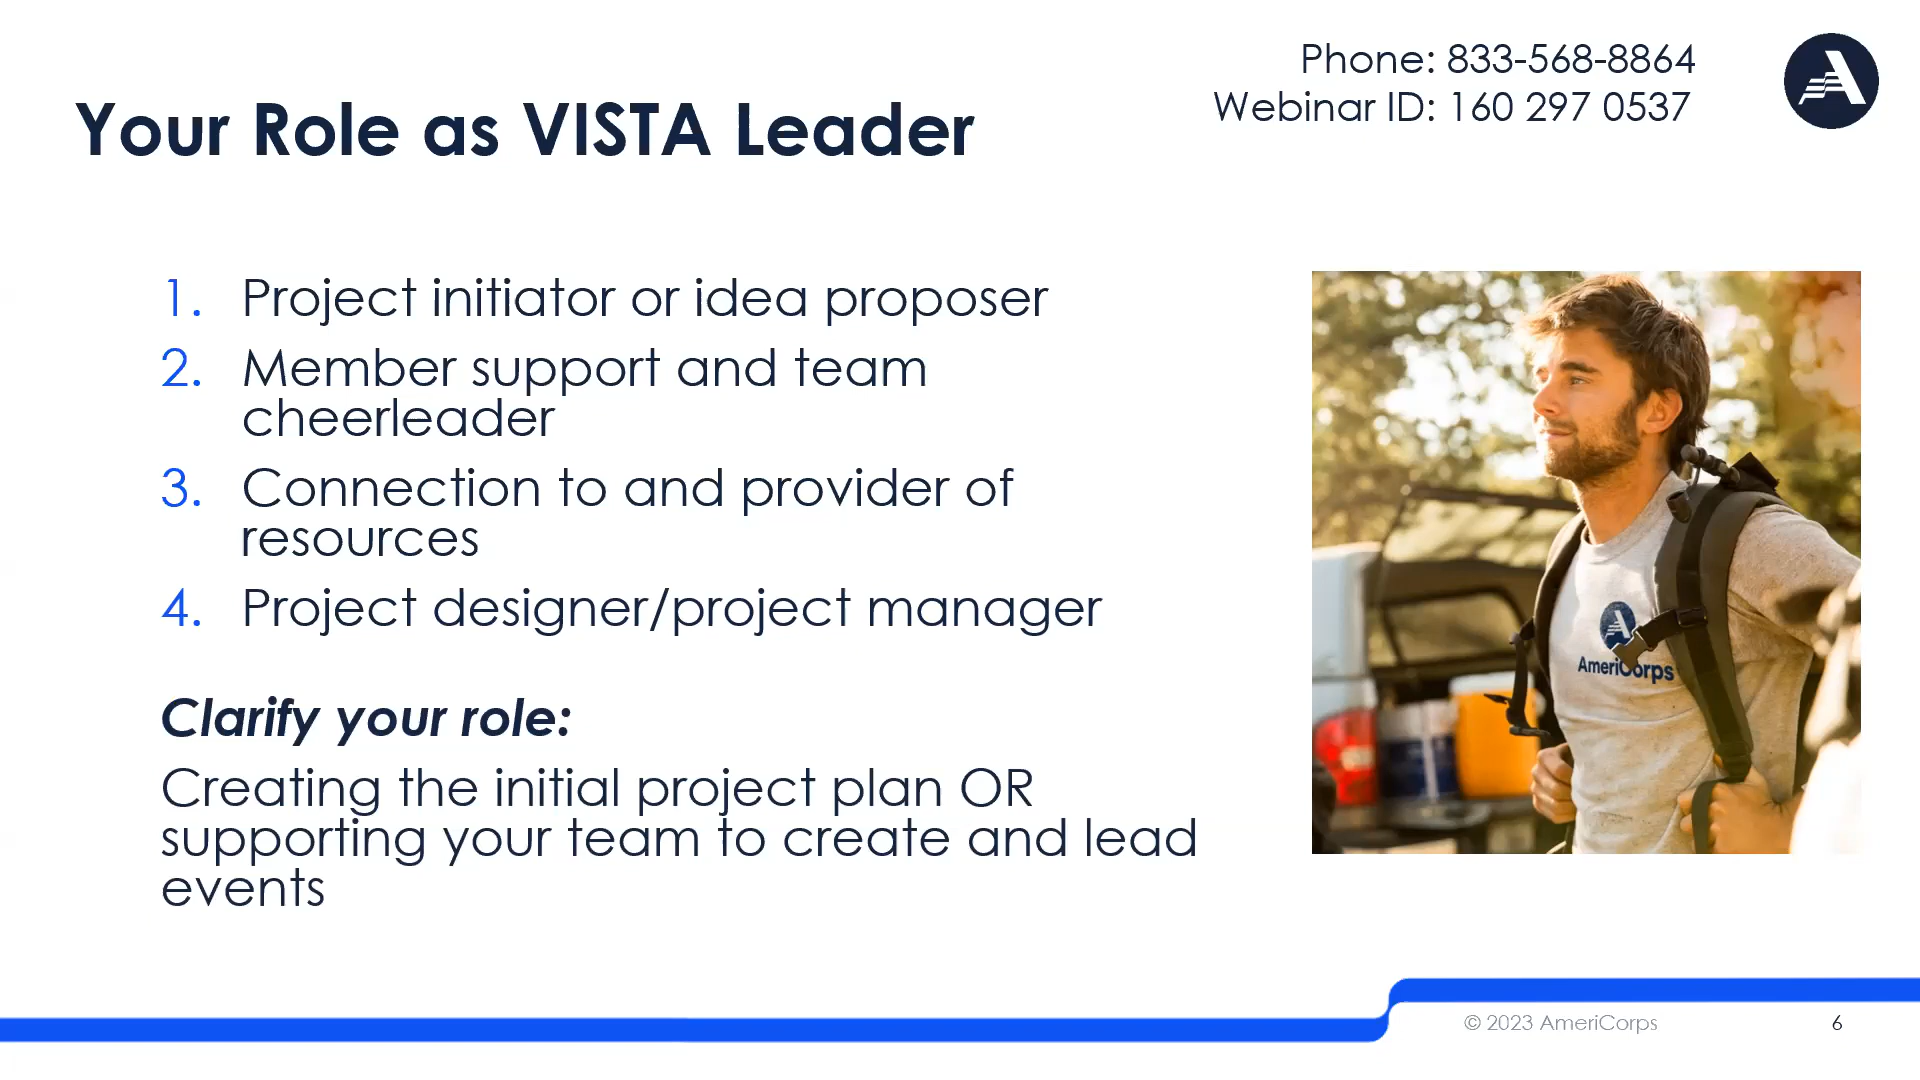 Phone: 833-568-8864
Webinar ID: 160 297 0537
Your Role as VISTA Leader
1. Project initiator or idea proposer
2. Member support and team
cheerleader
3. Connection to and provider of
resources
4. Project designer/project manager
Clarify your role:
Creating the initial project plan OR
supporting your team to create and lead
events
AmeriCorps
© 2023 AmeriCorps
6